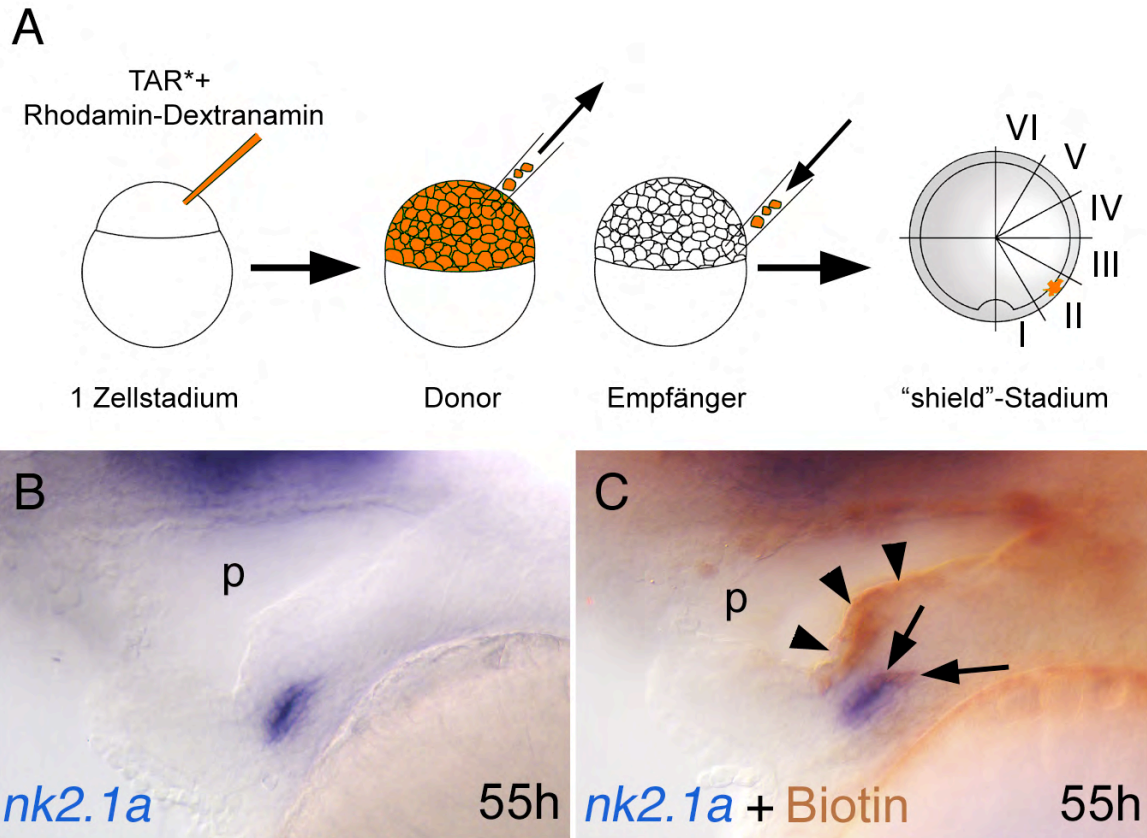 A
TAR*+
Rhodamin-Dextranamin
VI
V
IV
III
II
I
1 Zellstadium
Donor
Empfänger
“shield”-Stadium
B
p
nk2.1a
55h
C
p
nk2.1a + Biotin
55h